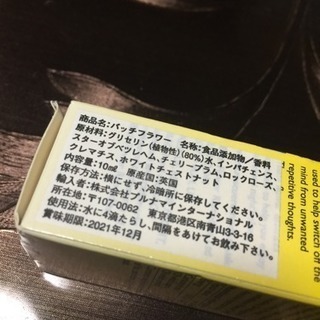 商品名：バッチフラワー　名称：食品添加物／香料
原材料：グリセリン(植物性)(80%)水、インパチェンス、
スターオブベツレヘム、チェリープラム、ロックローズ、
クレマチス、ホワイトチェストナット
内容量：10㎖　原産国：英国
保存方法：横にせず、冷暗所に保存してください。
輸入者：株式会社プルナマインターナショナル
住所：〒107-0062　東京都港区南青山3-3-16
使用法：水に4滴たらし、間隔をあけてお飲み下さい。
賞味期限：2021年12月
used to help switch off the
mind from unwanted
repetitive thoughts.